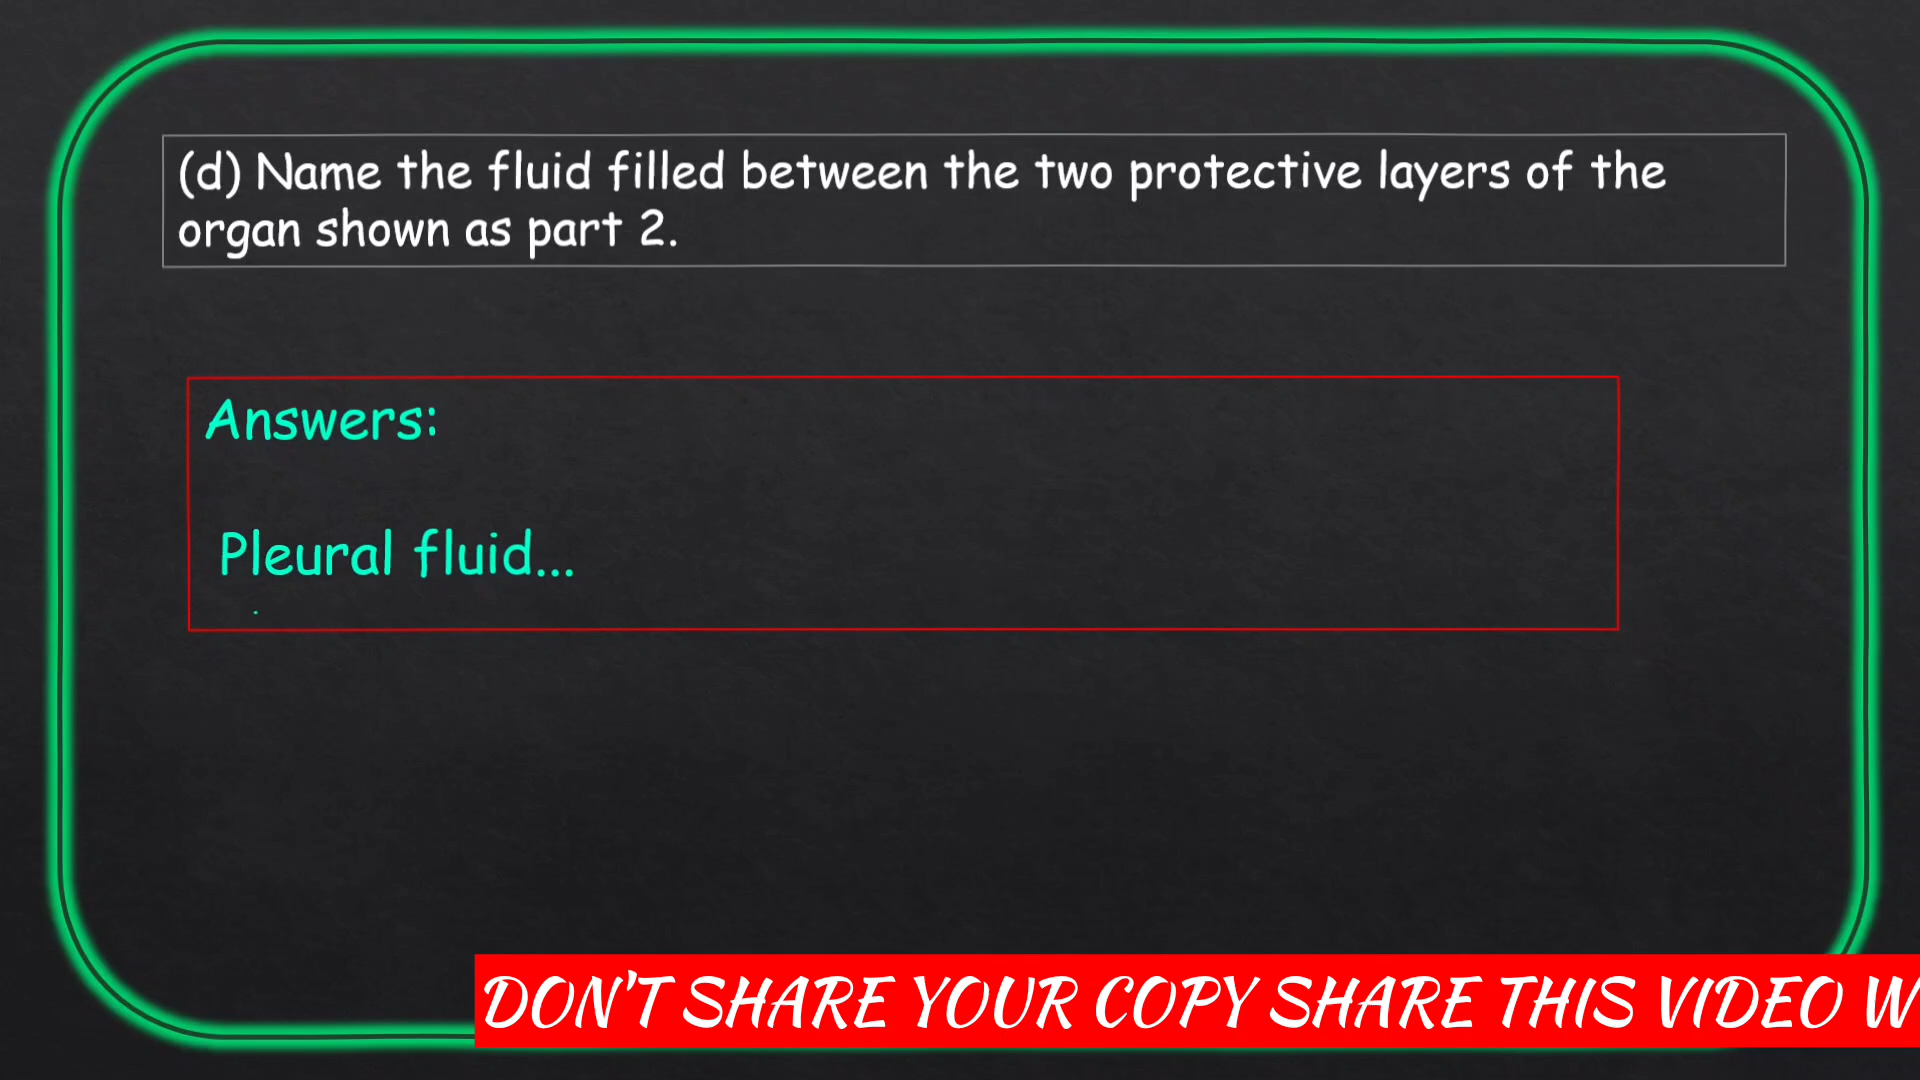 (d) Name the fluid filled between the two protective layers of the
organ shown as part 2.
Answers:
Pleural fluid...
.
DON'T SHARE YOUR COPY SHARE THIS VIDEO W